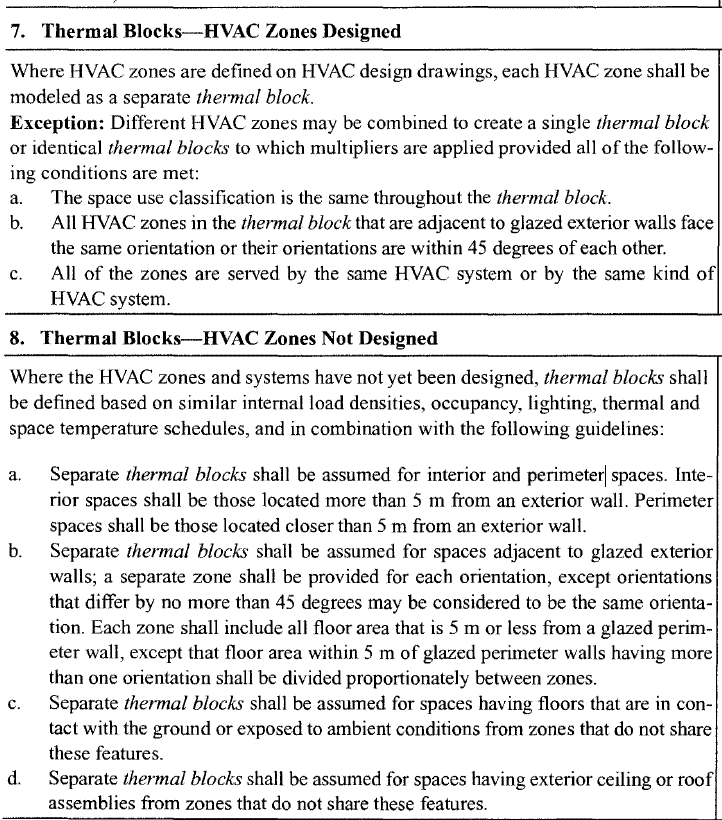 7. Thermal Blocks—HVAC Zones Designed
Where HVAC zones are defined on HVAC design drawings, each HVAC zone shall be
modeled as a separate thermal block.
Exception: Different HVAC zones may be combined to create a single thermal block
or identical thermal blocks to which multipliers are applied provided all of the follow-
ing conditions are met:
a. The space use classification is the same throughout the thermal block.
b. All HVAC zones in the thermal block that are adjacent to glazed exterior walls face
the same orientation or their orientations are within 45 degrees of each other.
c. All of the zones are served by the same HVAC system or by the same kind of
HVAC system.
8. Thermal Blocks—HVAC Zones Not Designed
Where the HVAC zones and systems have not yet been designed, thermal blocks shall
be defined based on similar internal load densities, occupancy, lighting, thermal and
space temperature schedules, and in combination with the following guidelines:
a. Separate thermal blocks shall be assumed for interior and perimeter spaces. Inte-
rior spaces shall be those located more than 5 m from an exterior wall. Perimeter
spaces shall be those located closer than 5 m from an exterior wall.
b. Separate thermal blocks shall be assumed for spaces adjacent to glazed exterior
walls; a separate zone shall be provided for each orientation, except orientations
that differ by no more than 45 degrees may be considered to be the same orienta-
tion. Each zone shall include all floor area that is 5 m or less from a glazed perim-
eter wall, except that floor area within 5 m of glazed perimeter walls having more
than one orientation shall be divided proportionately between zones.
c. Separate thermal blocks shall be assumed for spaces having floors that are in con-
tact with the ground or exposed to ambient conditions from zones that do not share
these features.
d. Separate thermal blocks shall be assumed for spaces having exterior ceiling or roof
assemblies from zones that do not share these features.